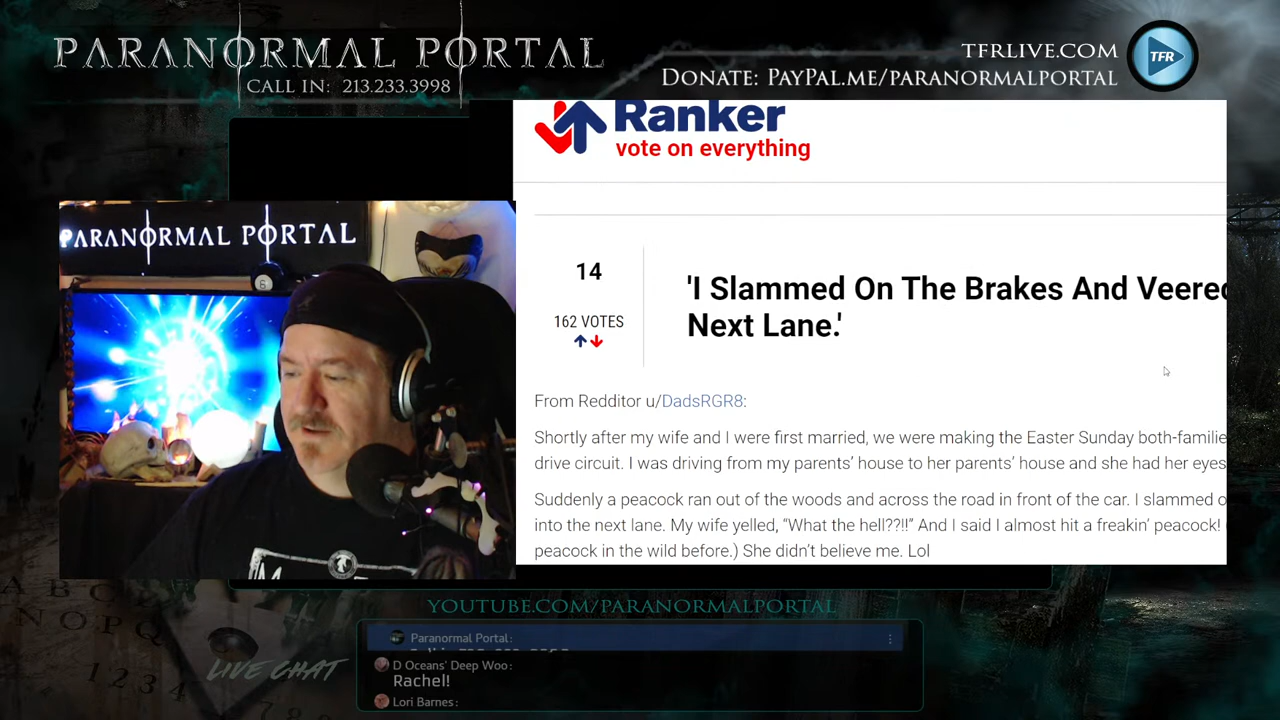 PARANORMAL PORTAL
CALL IN: 213.233.3998
TFRLIVE.COM
TFR
DONATE: PAYPAL.ME/PARANORMALPORTAL
Ranker
vote on everything
PARANORMAL PORTAL
6
14
162 VOTES
'I Slammed On The Brakes And Veered
Next Lane.'
From Redditor u/DadsRGR8:
Shortly after my wife and I were first married, we were making the Easter Sunday both-familie
drive circuit. I was driving from my parents’ house to her parents’ house and she had her eyes
Suddenly a peacock ran out of the woods and across the road in front of the car. I slammed o
into the next lane. My wife yelled, “What the hell??!!” And I said I almost hit a freakin’ peacock!
peacock in the wild before.) She didn’t believe me. Lol
YOUTUBE.COM/PARANORMALPORTAL
LIVE CHAT
Paranormal Portal:
D Oceans' Deep Woo:
Rachel!
Lori Barnes:
A B C D
N O P Q
1 2 3 4